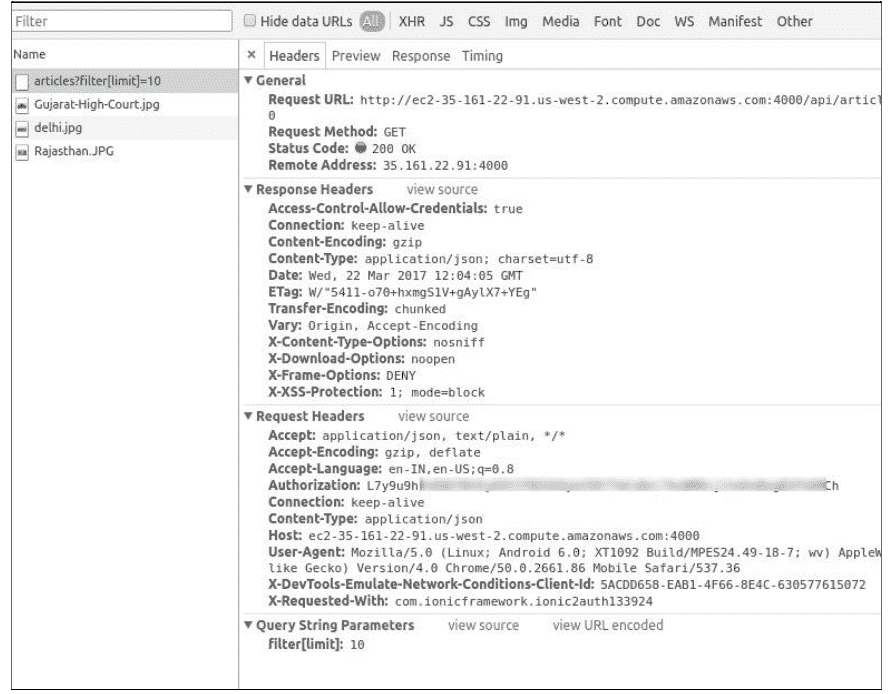 Filter
Hide data URLs All XHR JS CSS Img Media Font Doc WS Manifest Other
Name
articles?filter[limit]=10
Gujarat-High-Court.jpg
delhi.jpg
Rajasthan.JPG
× Headers Preview Response Timing
▼ General
Request URL: http://ec2-35-161-22-91.us-west-2.compute.amazonaws.com:4000/api/articl
0
Request Method: GET
Status Code: 200 OK
Remote Address: 35.161.22.91:4000
▼ Response Headers view source
Access-Control-Allow-Credentials: true
Connection: keep-alive
Content-Encoding: gzip
Content-Type: application/json; charset=utf-8
Date: Wed, 22 Mar 2017 12:04:05 GMT
ETag: W/"5411-o70+hxmgS1V+gAylX7+YEg"
Transfer-Encoding: chunked
Vary: Origin, Accept-Encoding
X-Content-Type-Options: nosniff
X-Download-Options: noopen
X-Frame-Options: DENY
X-XSS-Protection: 1; mode=block
▼ Request Headers view source
Accept: application/json, text/plain, */*
Accept-Encoding: gzip, deflate
Accept-Language: en-IN,en-US;q=0.8
Authorization: L7y9u9h Ch
Connection: keep-alive
Content-Type: application/json
Host: ec2-35-161-22-91.us-west-2.compute.amazonaws.com:4000
User-Agent: Mozilla/5.0 (Linux; Android 6.0; XT1092 Build/MPES24.49-18-7; wv) AppleW
like Gecko) Version/4.0 Chrome/50.0.2661.86 Mobile Safari/537.36
X-DevTools-Emulate-Network-Conditions-Client-Id: 5ACDD658-EAB1-4F66-8E4C-630577615072
X-Requested-With: com.ionicframework.ionic2auth133924
▼ Query String Parameters view source view URL encoded
filter[limit]: 10